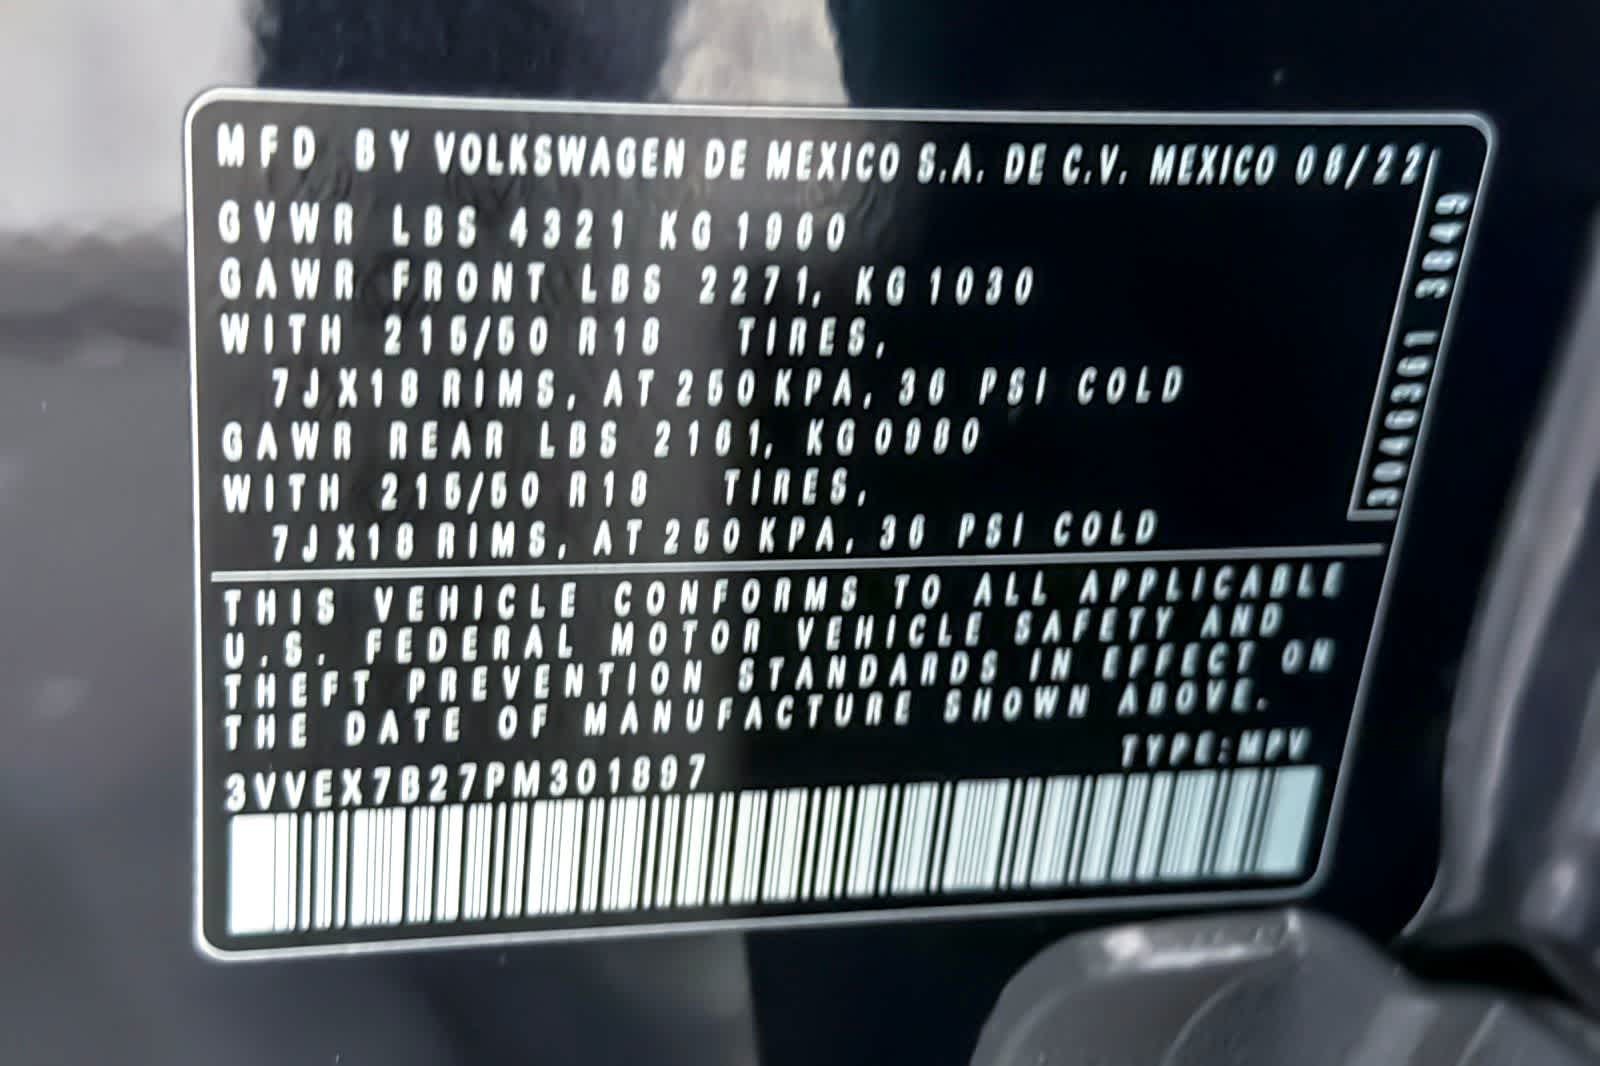 MFD BY VOLKSWAGEN DE MEXICO S.A. DE C.V. MEXICO 08/22
GVWR LBS 4321 KG 1960
GAWR FRONT LBS 2271, KG 1030
WITH 215/50 R18 TIRES,
7JX18 RIMS, AT 250 KPA, 36 PSI COLD
GAWR REAR LBS 2161, KG 0980
WITH 215/50 R18 TIRES,
7JX18 RIMS, AT 250 KPA, 36 PSI COLD
3849
THIS VEHICLE CONFORMS TO ALL APPLICABLE
U.S. FEDERAL MOTOR VEHICLE SAFETY AND
THEFT PREVENTION STANDARDS IN EFFECT ON
THE DATE OF MANUFACTURE SHOWN ABOVE.
TYPE:MPV
3VVEX7B27PM301897